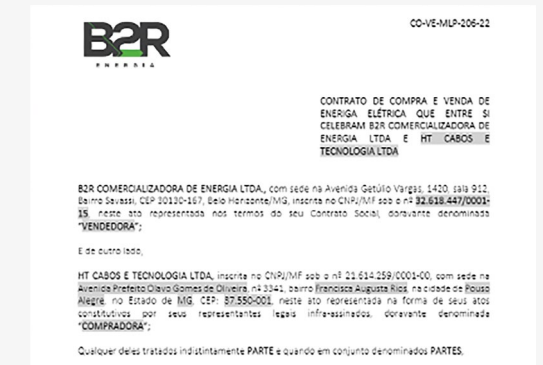 B2R
ENERGIA
CO-VE-MLP-206-22
CONTRATO DE COMPRA E VENDA DE
ENERIGA ELÉTRICA QUE ENTRE SI
CELEBRAM B2R COMERCIALIZADORA DE
ENERGIA LTDA E HT CABOS E
TECNOLOGIA LTDA
B2R COMERCIALIZADORA DE ENERGIA LTDA., com sede na Avenida Getúlio Vargas, 1420, sala 912,
Bairro Savassi, CEP 30130-167, Belo Horizonte/MG, inscrita no CNPJ/MF sob o nº 32.618.447/0001-
15, neste ato representada nos termos do seu Contrato Social, doravante denominada
"VENDEDORA";
E de outro lado,
HT CABOS E TECNOLOGIA LTDA, inscrita no CNPJ/MF sob o nº 21.614.259/0001-00, com sede na
Avenida Prefeito Olavo Gomes de Oliveira, nº 3341, bairro Francisca Augusta Rios, na cidade de Pouso
Alegre, no Estado de MG, CEP: 37.550-001, neste ato representada na forma de seus atos
constitutivos por seus representantes legais infra-assinados, doravante denominada
"COMPRADORA";
Qualquer deles tratados indistintamente PARTE e quando em conjunto denominados PARTES,